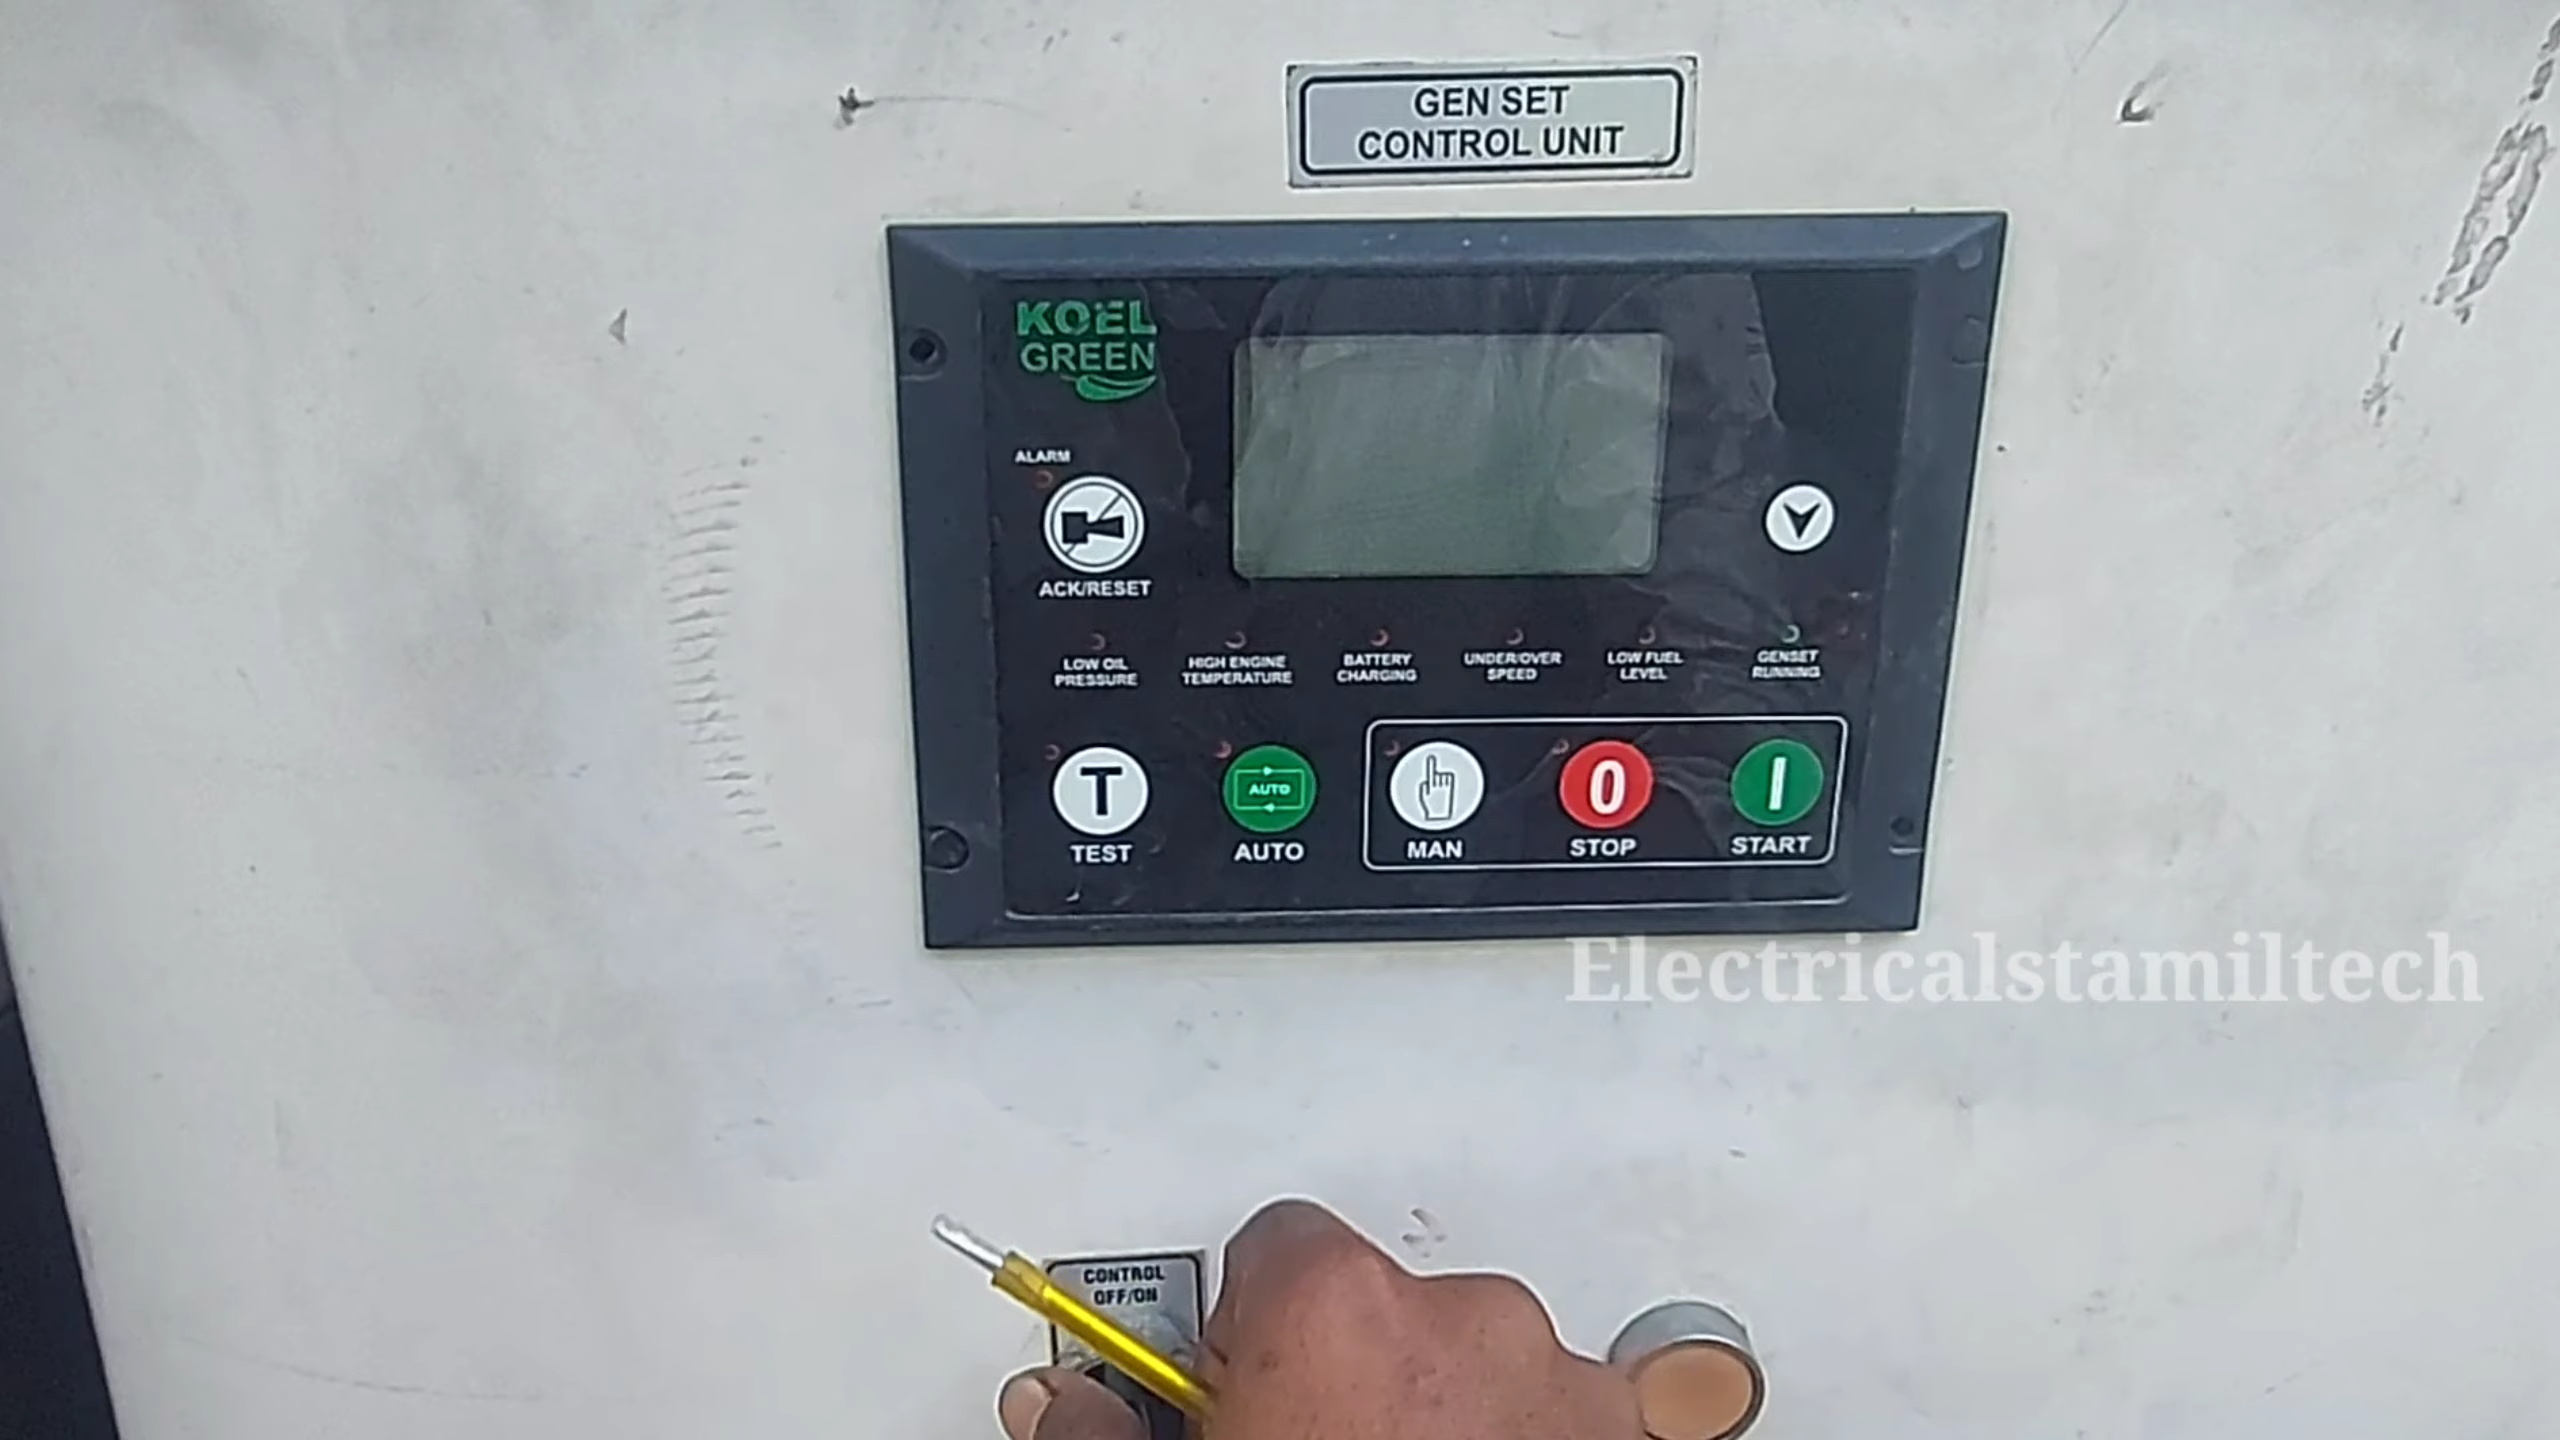 GEN SET
CONTROL UNIT
KOEL
GREEN
ALARM
ACK/RESET
LOW OIL
PRESSURE
HIGH ENGINE
TEMPERATURE
BATTERY
CHARGING
UNDER/OVER
SPEED
LOW FUEL
LEVEL
GENSET
RUNNING
T
TEST
AUTO
AUTO
MAN
0
STOP
I
START
Electricalstamiltech
CONTROL
OFF/ON